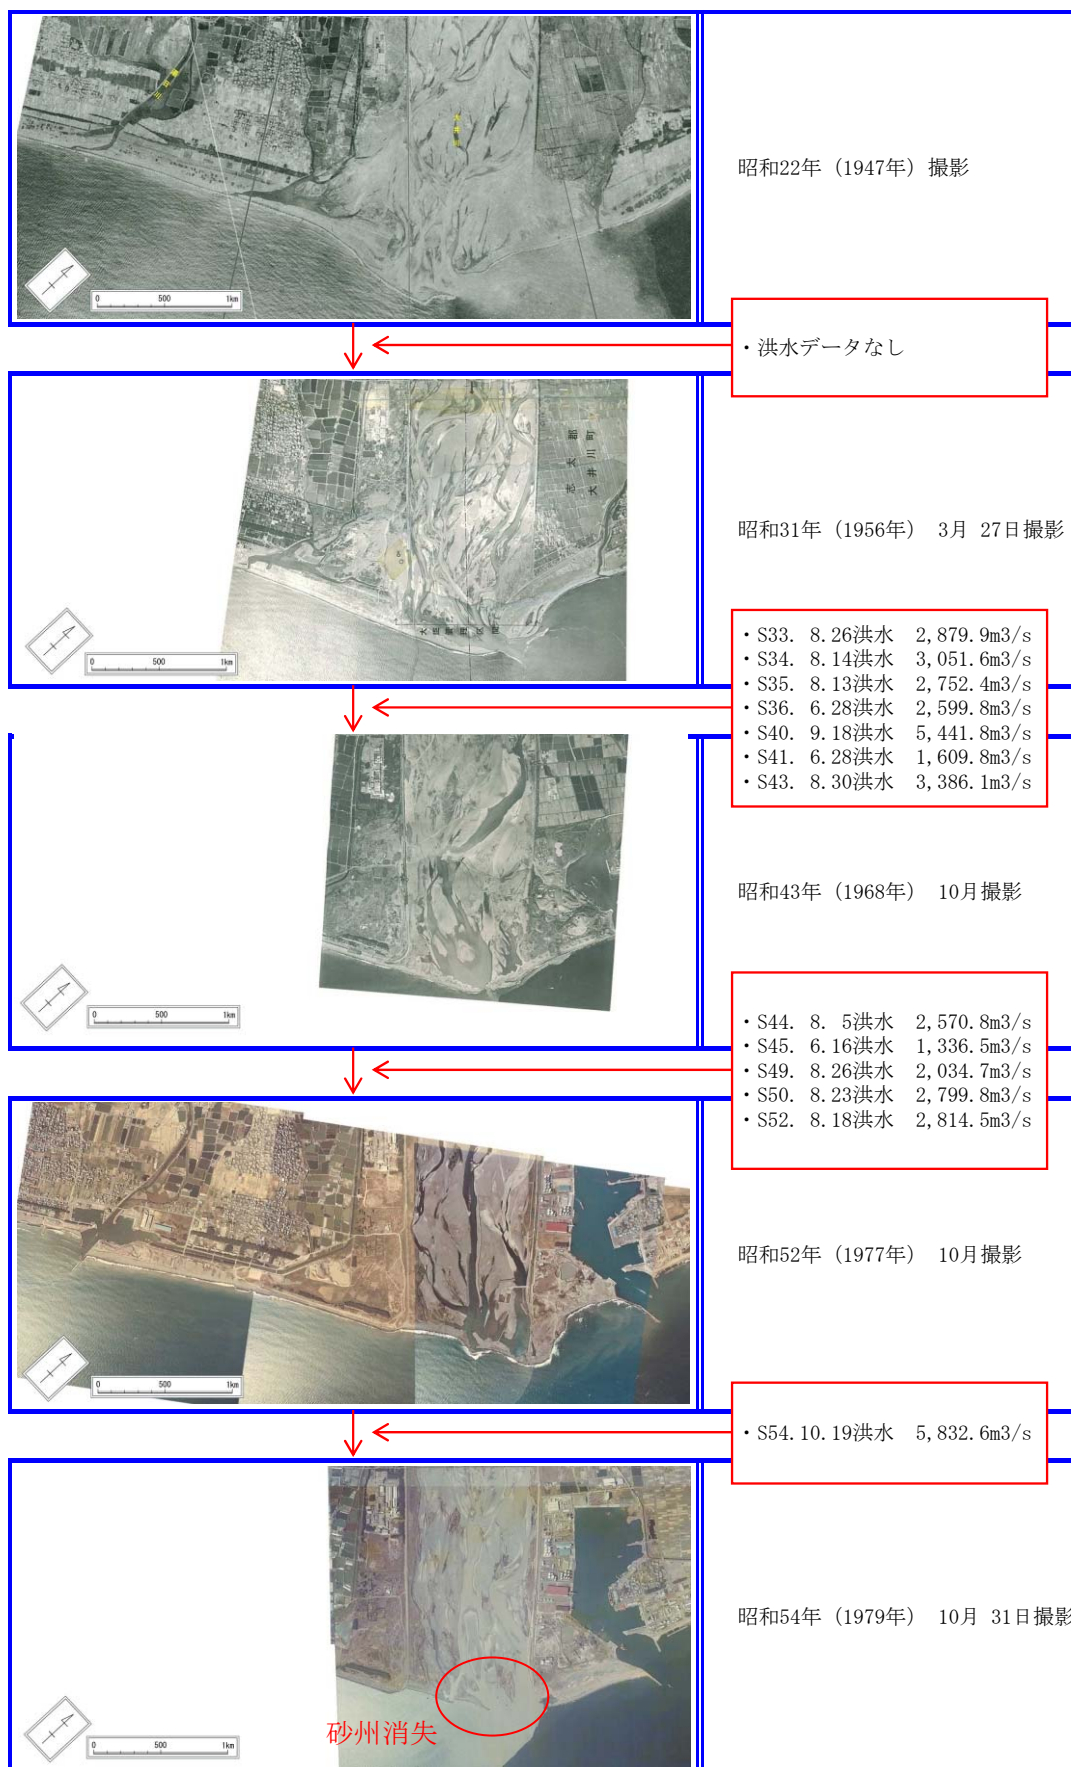 大井川
昭和22年 (1947年) 撮影
0 500 1km
・洪水データなし
志太郡
大井川町
昭和31年 (1956年) 3月 27日撮影
0 500 1km
・S33. 8.26洪水 2,879.9m3/s
・S34. 8.14洪水 3,051.6m3/s
・S35. 8.13洪水 2,752.4m3/s
・S36. 6.28洪水 2,599.8m3/s
・S40. 9.18洪水 5,441.8m3/s
・S41. 6.28洪水 1,609.8m3/s
・S43. 8.30洪水 3,386.1m3/s
昭和43年 (1968年) 10月撮影
0 500 1km
・S44. 8. 5洪水 2,570.8m3/s
・S45. 6.16洪水 1,336.5m3/s
・S49. 8.26洪水 2,034.7m3/s
・S50. 8.23洪水 2,799.8m3/s
・S52. 8.18洪水 2,814.5m3/s
昭和52年 (1977年) 10月撮影
0 500 1km
・S54.10.19洪水 5,832.6m3/s
昭和54年 (1979年) 10月 31日撮影
砂州消失
0 500 1km